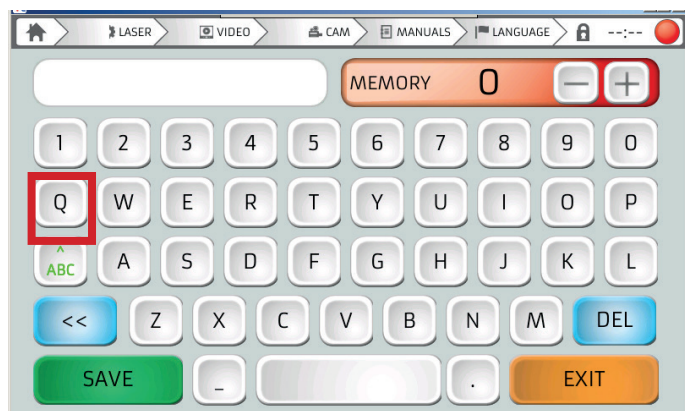 LASER VIDEO CAM MANUALS LANGUAGE --:--
MEMORY 0 - +
1 2 3 4 5 6 7 8 9 0
Q W E R T Y U I O P
^
ABC A S D F G H J K L
<< Z X C V B N M DEL
SAVE _ . EXIT